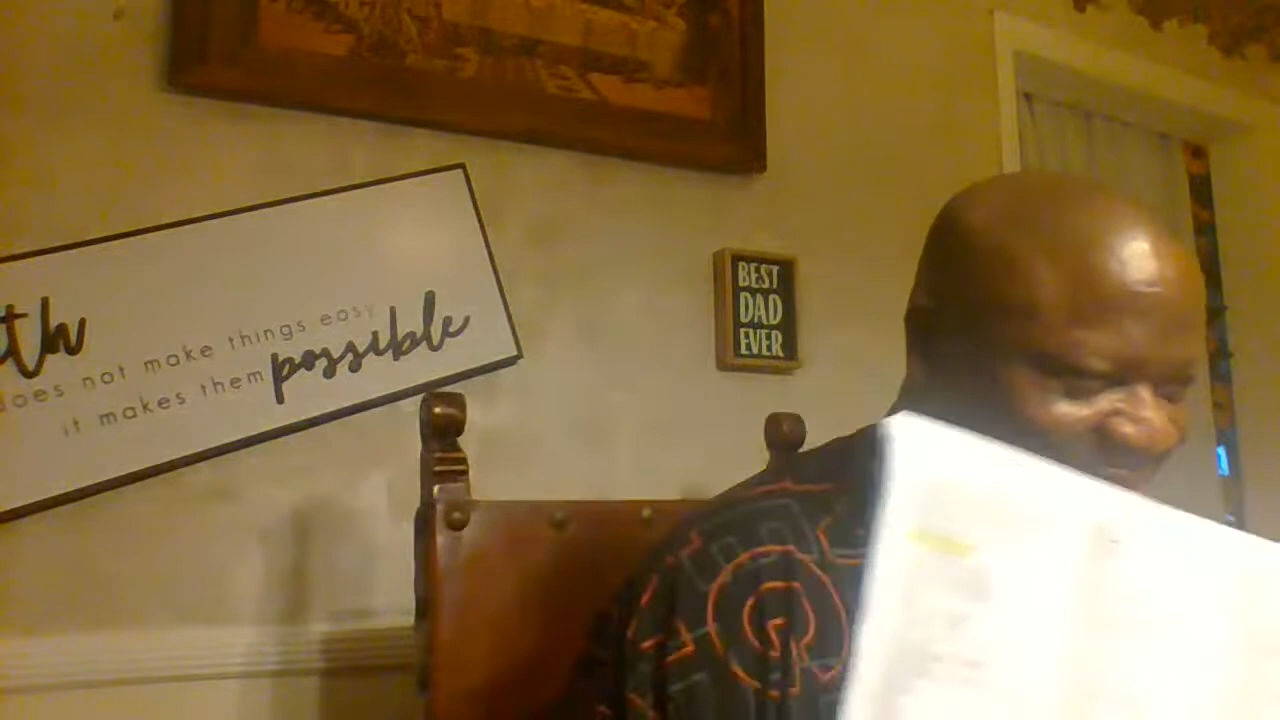 th
does not make things easy
it makes them possible
BEST
DAD
EVER